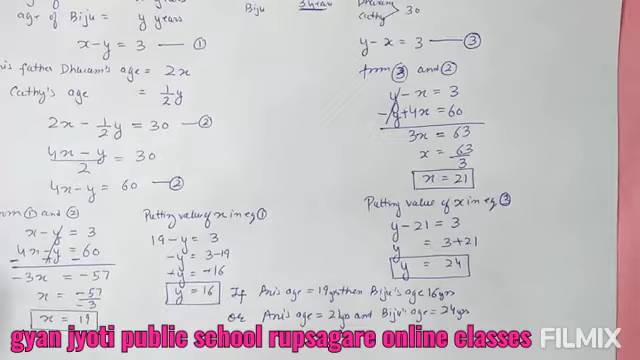 age of Biju = y years
x - y = 3 —— ①
his father Dharam's age = 2x
Cathy's age = 1/2 y
2x - 1/2 y = 30 —— ②
4x - y / 2 = 30
4x - y = 60 —— ②
from ① and ②
x - y = 3
4x - y = 60
- + -
-3x = -57
x = -57/-3
x = 19
Putting value of x in eq ①
19 - y = 3
-y = 3-19
+y = +16
y = 16
Biju 3 years
Dharam
Cathy > 30
y - x = 3 —— ③
from ③ and ②
y - x = 3
-y + 4x = 60
3x = 63
x = 63/3
x = 21
Putting value of x in eq ③
y - 21 = 3
y = 3+21
y = 24
If Ani's age = 19 yrs then Biju's age 16 yrs
or Ani's age = 21 yrs and Biju's age = 24 yrs
gyan jyoti public school rupsagare online classes
FILMIX